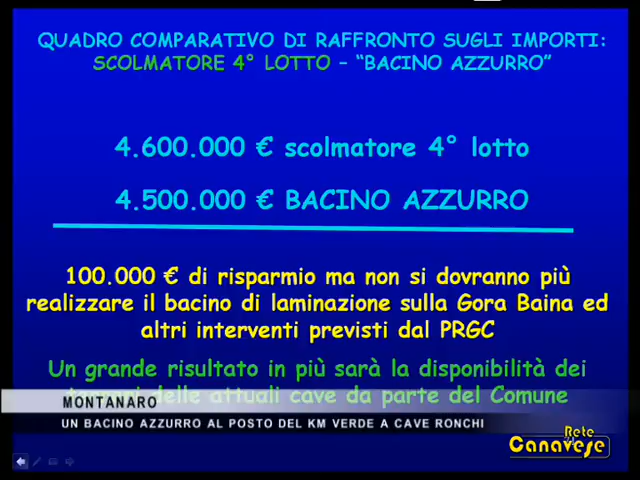 QUADRO COMPARATIVO DI RAFFRONTO SUGLI IMPORTI:
SCOLMATORE 4° LOTTO – “BACINO AZZURRO”
4.600.000 € scolmatore 4° lotto
4.500.000 € BACINO AZZURRO
100.000 € di risparmio ma non si dovranno più
realizzare il bacino di laminazione sulla Gora Baina ed
altri interventi previsti dal PRGC
Un grande risultato in più sarà la disponibilità dei
delle attuali cave da parte del Comune
MONTANARO
UN BACINO AZZURRO AL POSTO DEL KM VERDE A CAVE RONCHI
Rete
Canavese